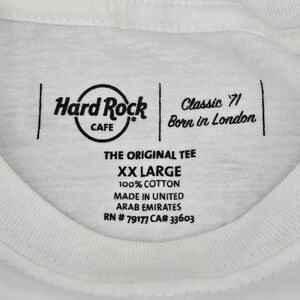 Hard Rock
CAFE
Classic '71
Born in London
THE ORIGINAL TEE
XX LARGE
100% COTTON
MADE IN UNITED
ARAB EMIRATES
RN # 79177 CA# 33603